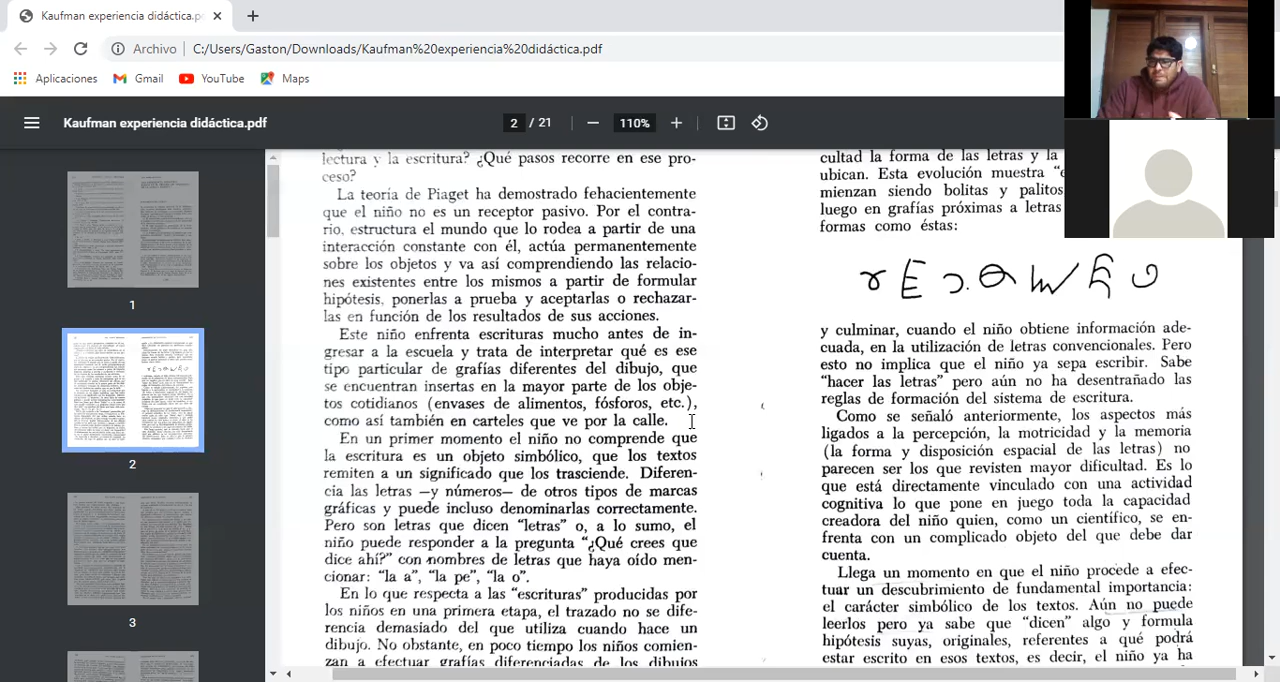 Kaufman experiencia didáctica.p
Archivo
C:/Users/Gaston/Downloads/Kaufman%20experiencia%20didáctica.pdf
Aplicaciones
Gmail
YouTube
Maps
Kaufman experiencia didáctica.pdf
2 / 21
110%
1
2
3
lectura y la escritura? ¿Qué pasos recorre en ese pro-
ceso?
La teoría de Piaget ha demostrado fehacientemente
que el niño no es un receptor pasivo. Por el contra-
rio, estructura el mundo que lo rodea a partir de una
interacción constante con él, actúa permanentemente
sobre los objetos y va así comprendiendo las relacio-
nes existentes entre los mismos a partir de formular
hipótesis, ponerlas a prueba y aceptarlas o rechazar-
las en función de los resultados de sus acciones.
Este niño enfrenta escrituras mucho antes de in-
gresar a la escuela y trata de interpretar qué es ese
tipo particular de grafías diferentes del dibujo, que
se encuentran insertas en la mayor parte de los obje-
tos cotidianos (envases de alimentos, fósforos, etc.),
como así también en carteles que ve por la calle.
En un primer momento el niño no comprende que
la escritura es un objeto simbólico, que los textos
remiten a un significado que los trasciende. Diferen-
cia las letras —y números— de otros tipos de marcas
gráficas y puede incluso denominarlas correctamente.
Pero son letras que dicen "letras" o, a lo sumo, el
niño puede responder a la pregunta "¿Qué crees que
dice ahí?" con nombres de letras que haya oído men-
cionar: "la a", "la pe", "la o".
En lo que respecta a las "escrituras" producidas por
los niños en una primera etapa, el trazado no se dife-
rencia demasiado del que utiliza cuando hace un
dibujo. No obstante, en poco tiempo los niños comien-
zan a efectuar grafías diferenciadas de los dibujos
cultad la forma de las letras y la
ubican. Esta evolución muestra
mienzan siendo bolitas y palitos
luego en grafías próximas a letras
formas como éstas:
y culminar, cuando el niño obtiene información ade-
cuada, en la utilización de letras convencionales. Pero
esto no implica que el niño ya sepa escribir. Sabe
"hacer las letras" pero aún no ha desentrañado las
reglas de formación del sistema de escritura.
Como se señaló anteriormente, los aspectos más
ligados a la percepción, la motricidad y la memoria
(la forma y disposición espacial de las letras) no
parecen ser los que revisten mayor dificultad. Es lo
que está directamente vinculado con una actividad
cognitiva lo que pone en juego toda la capacidad
creadora del niño quien, como un científico, se en-
frenta con un complicado objeto del que debe dar
cuenta.
Llega un momento en que el niño procede a efec-
tuar un descubrimiento de fundamental importancia:
el carácter simbólico de los textos. Aún no puede
leerlos pero ya sabe que "dicen" algo y formula
hipótesis suyas, originales, referentes a qué podrá
estar escrito en esos textos, es decir, el niño ya ha